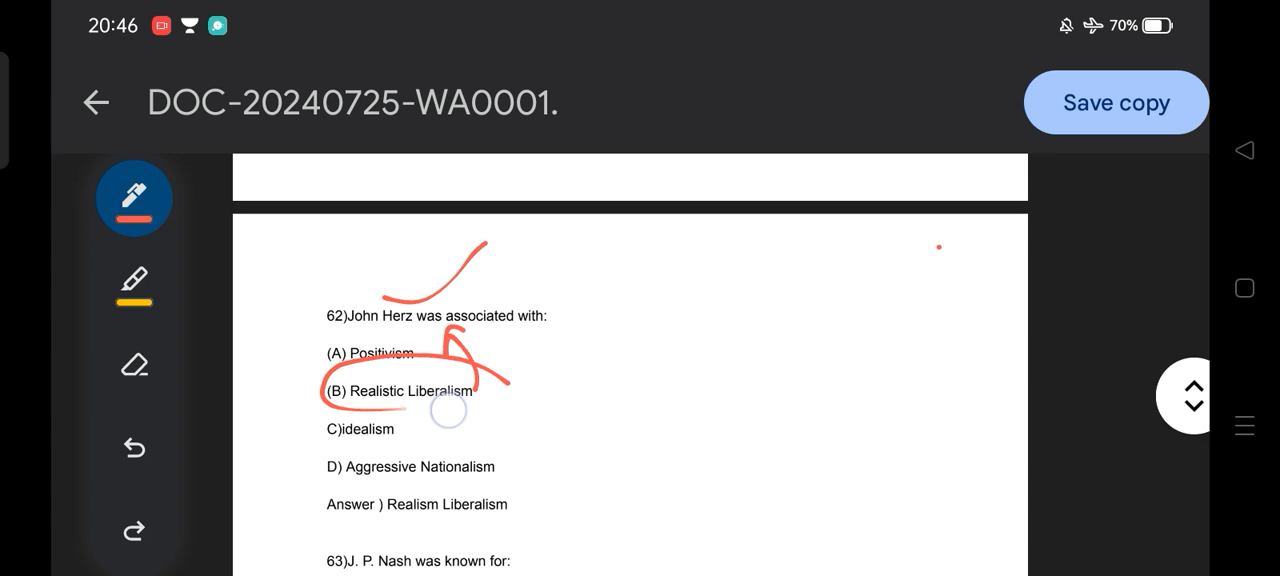 20:46
70%
DOC-20240725-WA0001.
Save copy
62)John Herz was associated with:
(A) Positivism
(B) Realistic Liberalism
C)idealism
D) Aggressive Nationalism
Answer ) Realism Liberalism
63)J. P. Nash was known for: